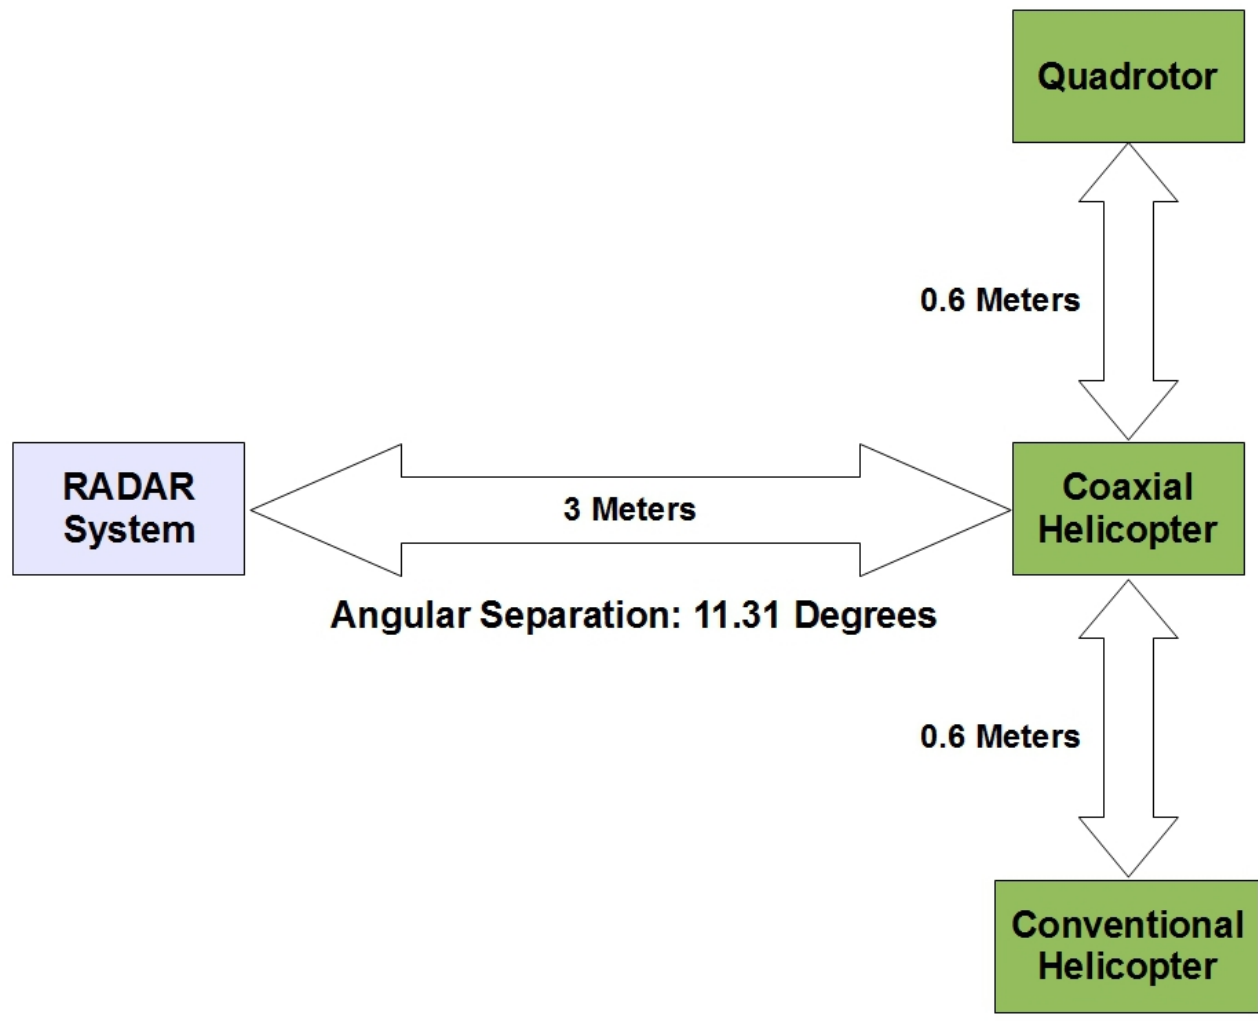 Quadrotor
0.6 Meters
RADAR
System
3 Meters
Coaxial
Helicopter
Angular Separation: 11.31 Degrees
0.6 Meters
Conventional
Helicopter